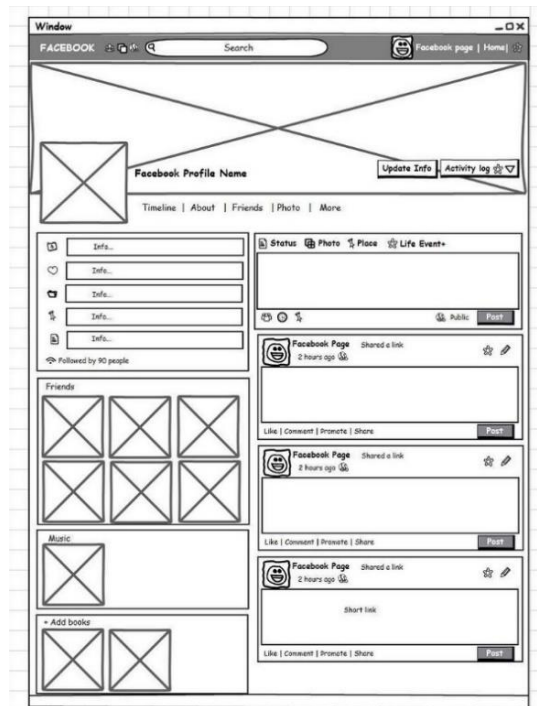 Window
FACEBOOK Search Facebook page | Home|
Facebook Profile Name
Update Info Activity log
Timeline | About | Friends | Photo | More
Info...
Info...
Info...
Info...
Info...
Followed by 90 people
Friends
Music
+ Add books
Status Photo Place Life Event+
Public Post
Facebook Page Shared a link
2 hours ago
Like | Comment | Promote | Share Post
Facebook Page Shared a link
2 hours ago
Like | Comment | Promote | Share Post
Facebook Page Shared a link
2 hours ago
Short link
Like | Comment | Promote | Share Post